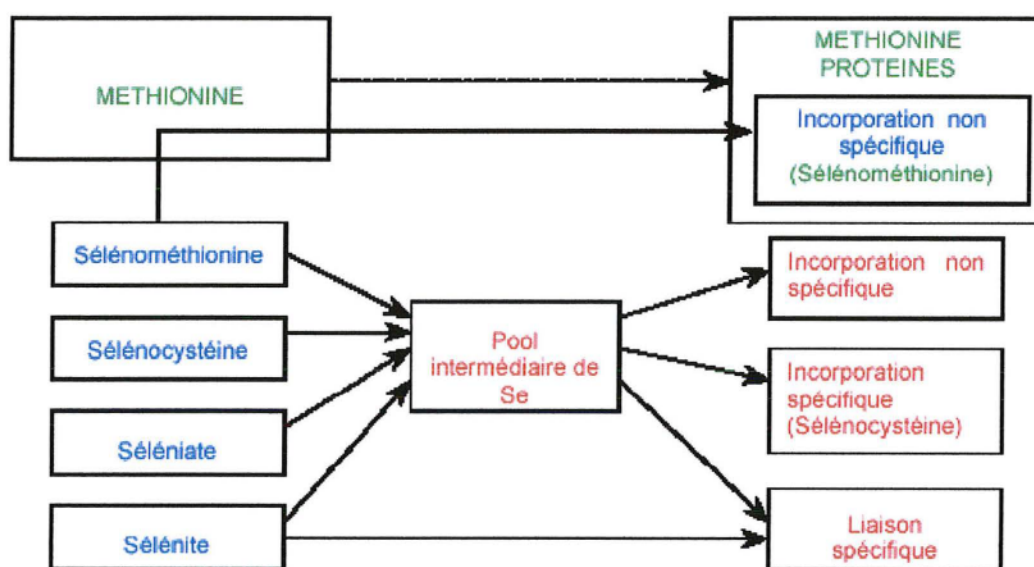 METHIONINE
METHIONINE
PROTEINES
Incorporation non
spécifique
(Sélénométhionine)
Sélénométhionine
Sélénocystéine
Séléniate
Sélénite
Pool
intermédiaire de
Se
Incorporation non
spécifique
Incorporation
spécifique
(Sélénocystéine)
Liaison
spécifique